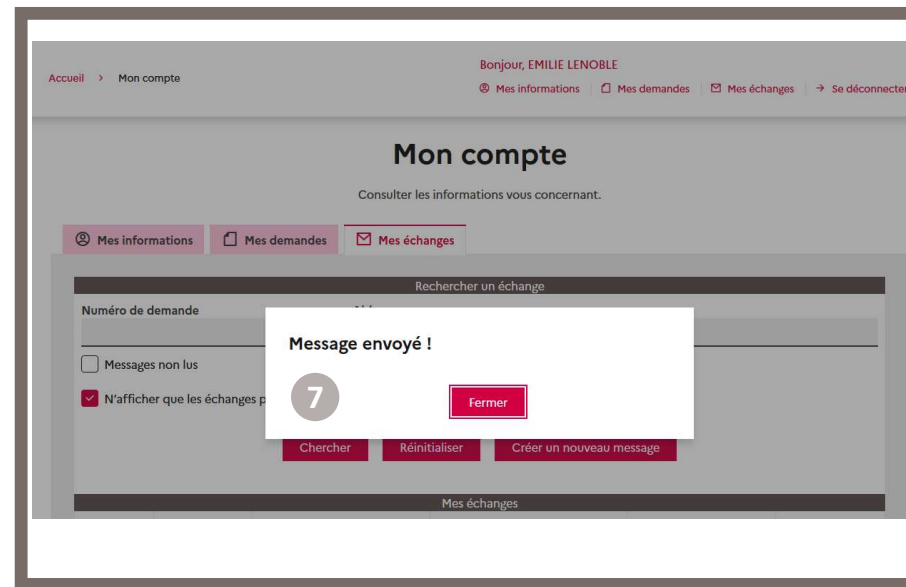 Bonjour, EMILIE LENOBLE
Accueil > Mon compte
Mes informations Mes demandes Mes échanges → Se déconnecter
Mon compte
Consulter les informations vous concernant.
Mes informations Mes demandes Mes échanges
Rechercher un échange
Numéro de demande
Message envoyé !
Messages non lus
N'afficher que les échanges p
7
Fermer
Chercher Réinitialiser Créer un nouveau message
Mes échanges